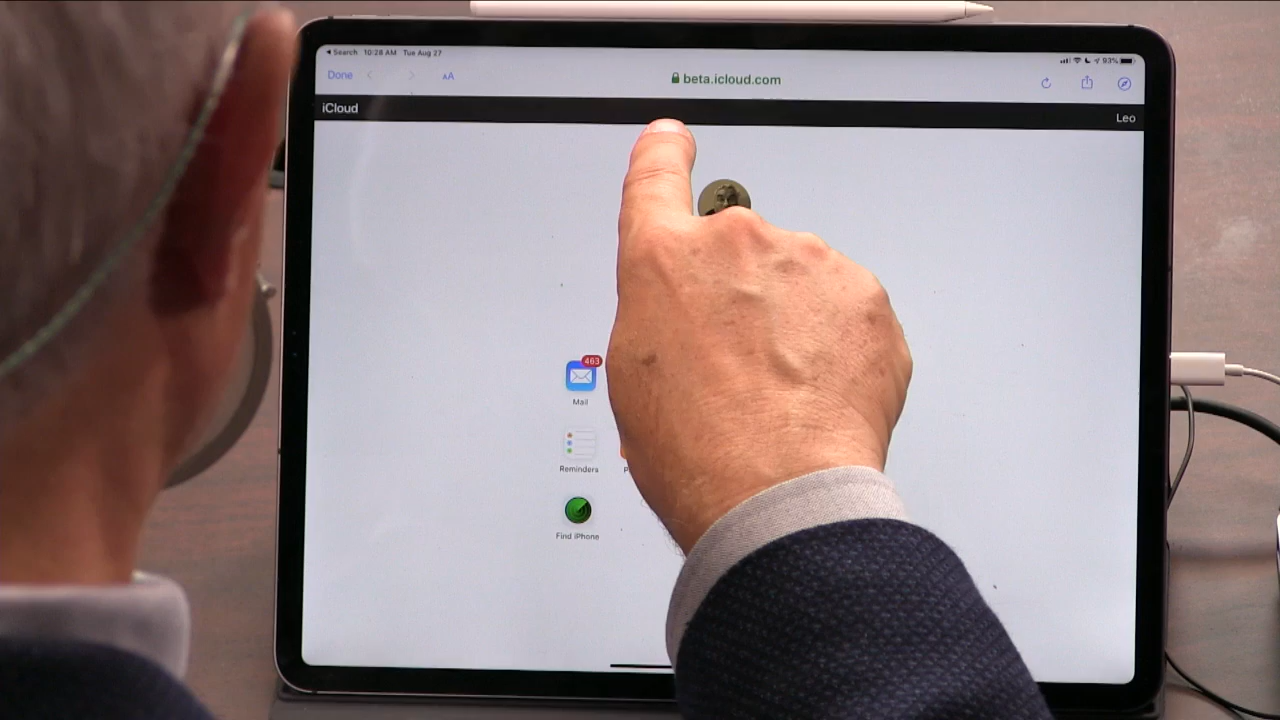 Search 10:28 AM Tue Aug 27
93%
Done AA beta.icloud.com
iCloud
Leo
463
Mail
Reminders
P
Find iPhone